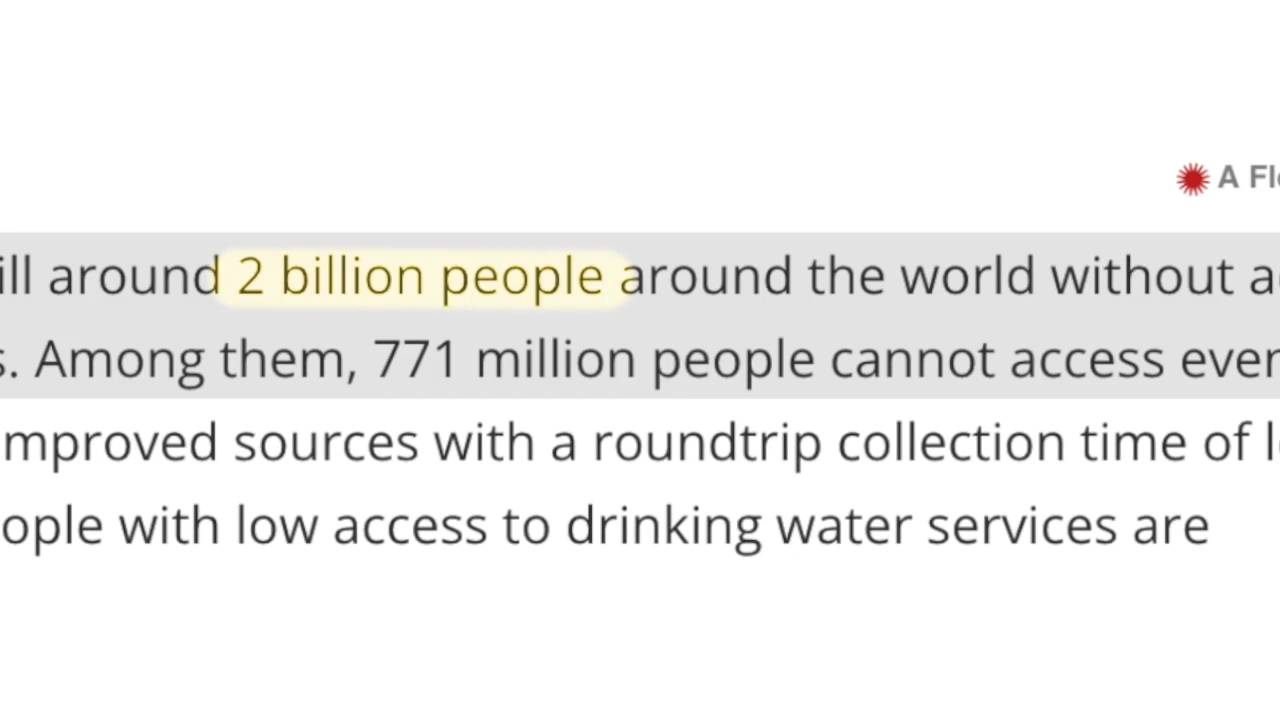 A Flo
ill around 2 billion people around the world without a
s. Among them, 771 million people cannot access even
mproved sources with a roundtrip collection time of l
ople with low access to drinking water services are